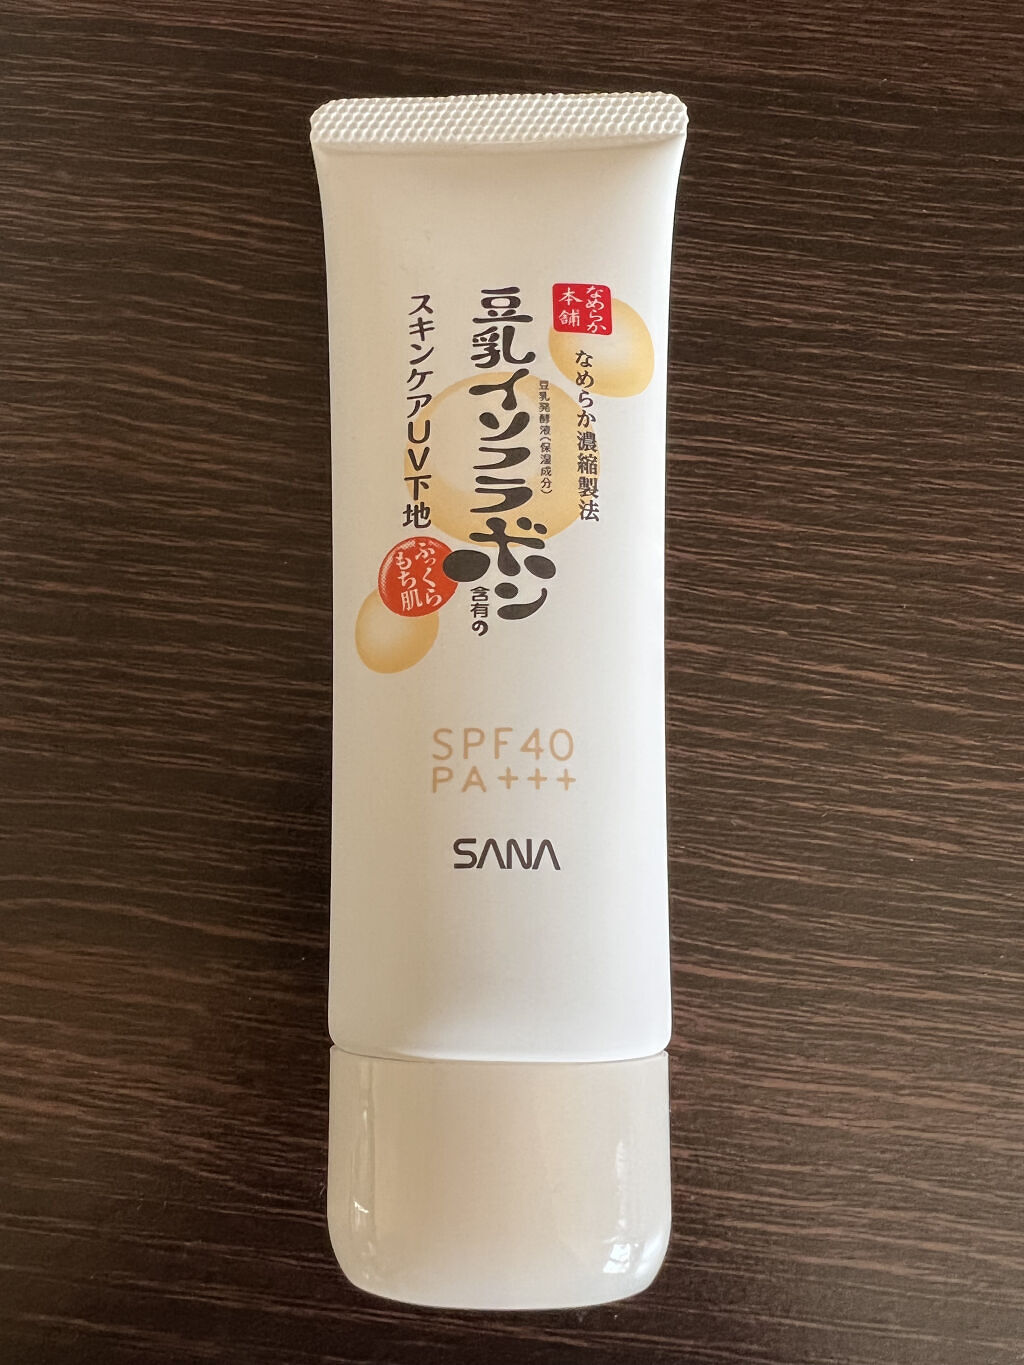 なめらか
本舗
なめらか濃縮製法
豆乳発酵液(保湿成分)
豆乳イソフラボン
含有の
スキンケアUV下地
ふっくら
もち肌
SPF40
PA+++
SANA